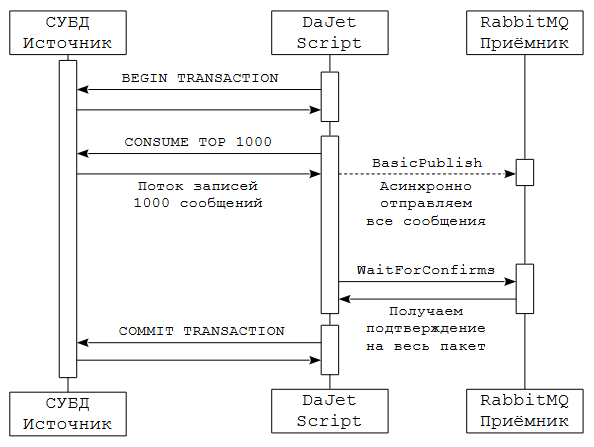 СУБД
Источник
DaJet
Script
RabbitMQ
Приёмник
BEGIN TRANSACTION
CONSUME TOP 1000
Поток записей
1000 сообщений
BasicPublish
Асинхронно
отправляем
все сообщения
WaitForConfirms
Получаем
подтверждение
на весь пакет
COMMIT TRANSACTION
СУБД
Источник
DaJet
Script
RabbitMQ
Приёмник